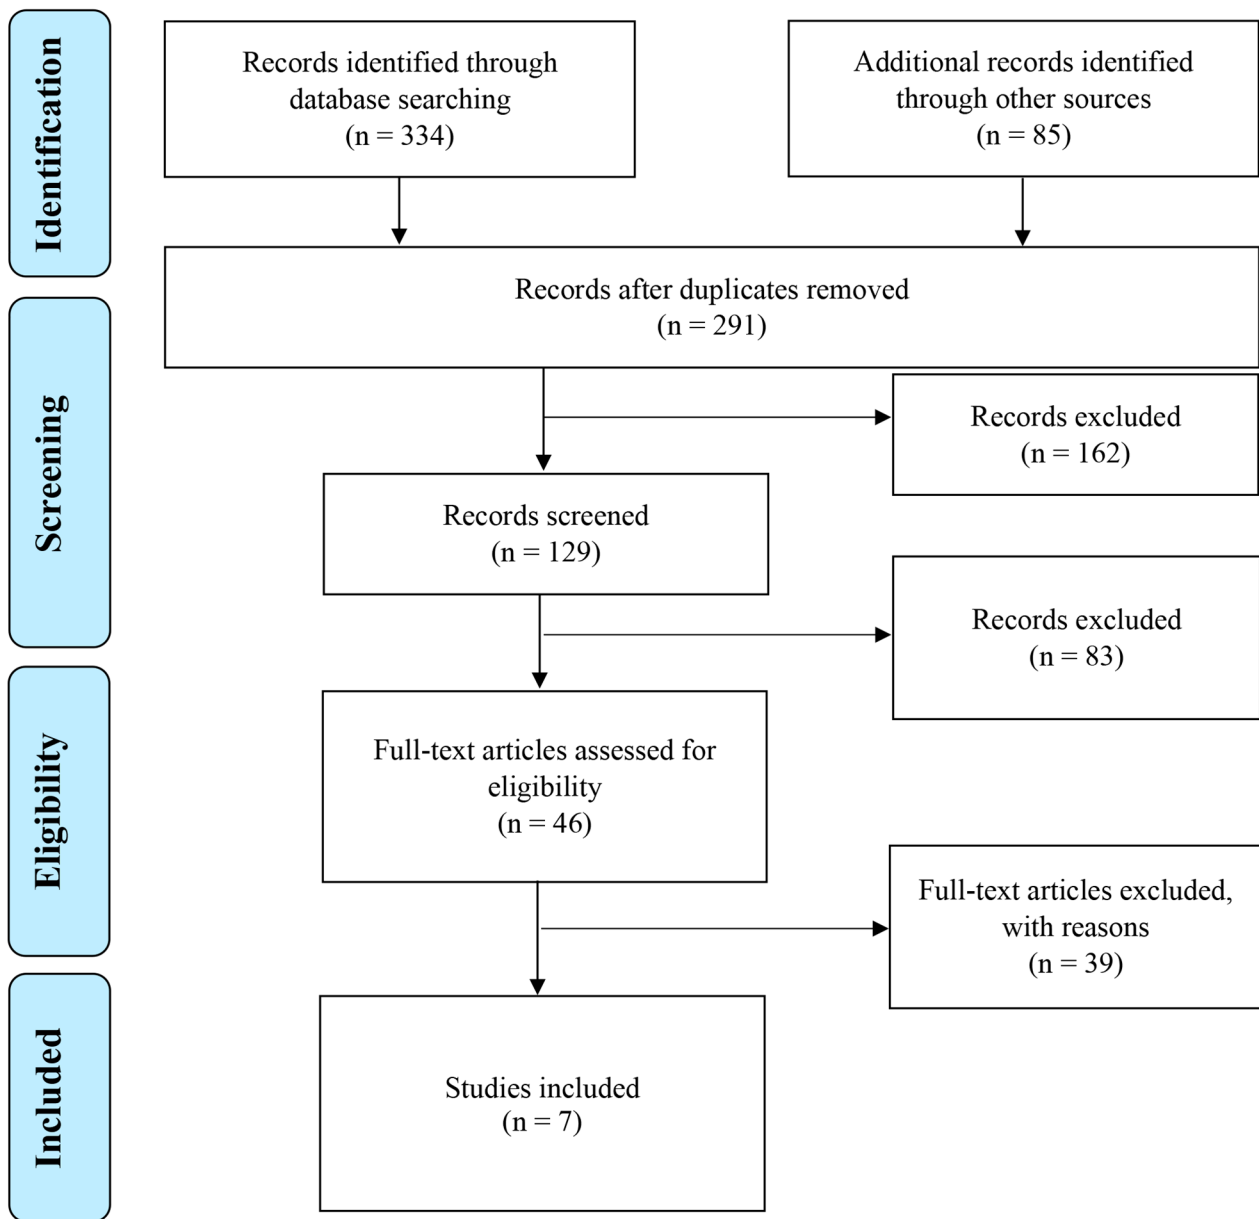 Identification
Records identified through
database searching
(n = 334)
Additional records identified
through other sources
(n = 85)
Records after duplicates removed
(n = 291)
Screening
Records excluded
(n = 162)
Records screened
(n = 129)
Records excluded
(n = 83)
Eligibility
Full-text articles assessed for
eligibility
(n = 46)
Full-text articles excluded,
with reasons
(n = 39)
Included
Studies included
(n = 7)